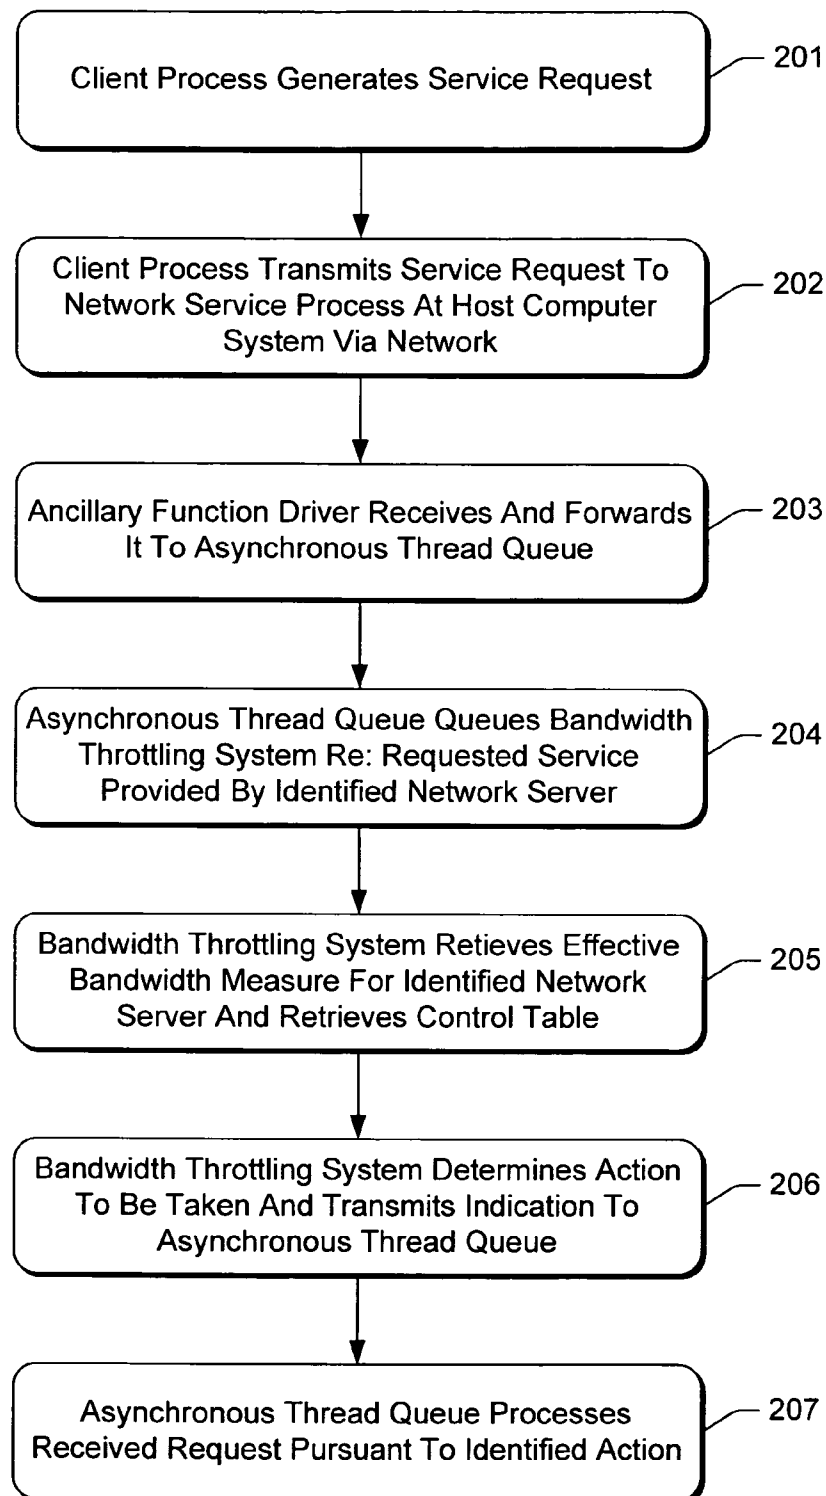 Client Process Generates Service Request
201
Client Process Transmits Service Request To
Network Service Process At Host Computer
System Via Network
202
Ancillary Function Driver Receives And Forwards
It To Asynchronous Thread Queue
203
Asynchronous Thread Queue Queues Bandwidth
Throttling System Re: Requested Service
Provided By Identified Network Server
204
Bandwidth Throttling System Retieves Effective
Bandwidth Measure For Identified Network
Server And Retrieves Control Table
205
Bandwidth Throttling System Determines Action
To Be Taken And Transmits Indication To
Asynchronous Thread Queue
206
Asynchronous Thread Queue Processes
Received Request Pursuant To Identified Action
207